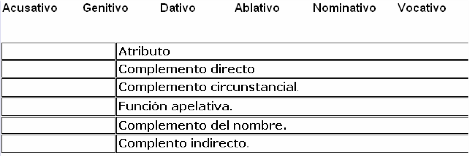 Acusativo Genitivo Dativo Ablativo Nominativo Vocativo
Atributo
Complemento directo
Complemento circunstancial.
Función apelativa.
Complemento del nombre.
Complento indirecto.